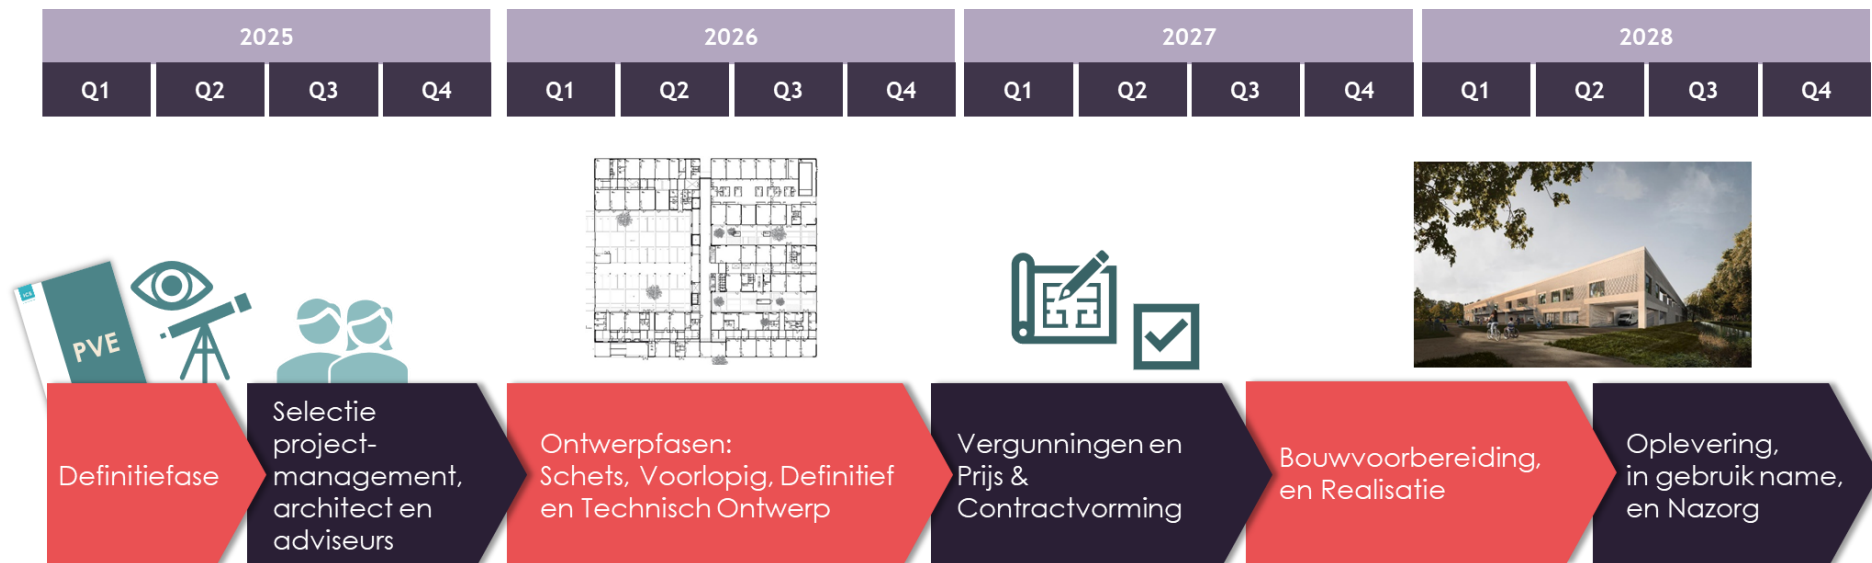 2025
2026
2027
2028
Q1 Q2 Q3 Q4
Q1 Q2 Q3 Q4
Q1 Q2 Q3 Q4
Q1 Q2 Q3 Q4
PVE
Definitiefase
Selectie
project-
management,
architect en
adviseurs
Ontwerpfasen:
Schets, Voorlopig, Definitief
en Technisch Ontwerp
Vergunningen en
Prijs &
Contractvorming
Bouwvoorbereiding,
en Realisatie
Oplevering,
in gebruik name,
en Nazorg